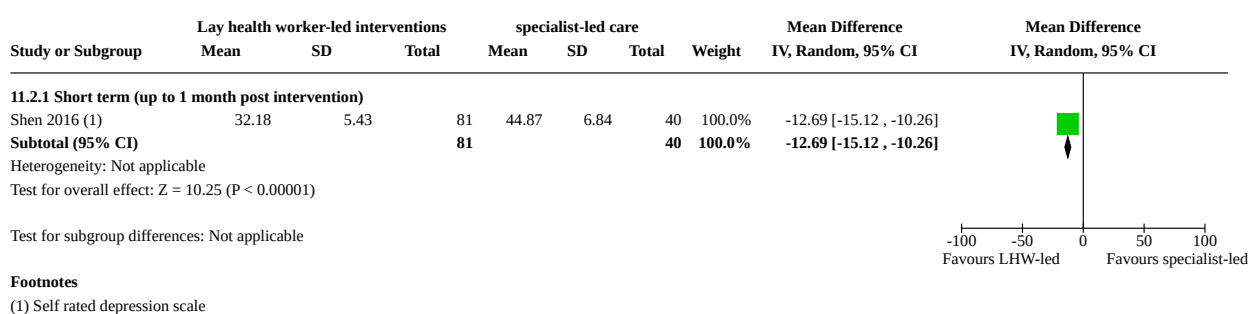 Lay health worker-led interventions specialist-led care Mean Difference Mean Difference
Study or Subgroup Mean SD Total Mean SD Total Weight IV, Random, 95% CI IV, Random, 95% CI
11.2.1 Short term (up to 1 month post intervention)
Shen 2016 (1) 32.18 5.43 81 44.87 6.84 40 100.0% -12.69 [-15.12 , -10.26]
Subtotal (95% CI) 81 40 100.0% -12.69 [-15.12 , -10.26]
Heterogeneity: Not applicable
Test for overall effect: Z = 10.25 (P < 0.00001)
Test for subgroup differences: Not applicable
-100 -50 0 50 100
Favours LHW-led Favours specialist-led
Footnotes
(1) Self rated depression scale